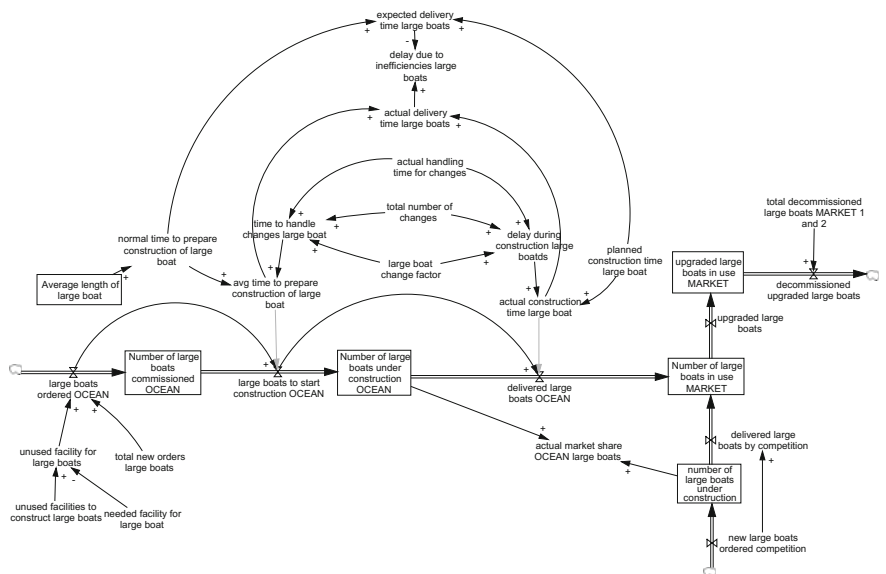 expected delivery
time large boats
+
+
-
delay due to
inefficiencies large
boats
+
actual delivery
time large boats
+
+
actual handling
time for changes
total number of
changes
+
+
+
+
time to handle
changes large boat
delay during
construction large
boatds
+
+
large boat
change factor
normal time to prepare
construction of large
boat
+
+
Average length of
large boat
+
avg time to prepare
construction of large
boat
+
+
actual construction
time large boat
planned
construction time
large boat
total decommissioned
large boats MARKET 1
and 2
+
upgraded large
boats in use
MARKET
decommissioned
upgraded large boats
upgraded large
boats
large boats
ordered OCEAN
Number of large
boats
commissioned
OCEAN
+
large boats to start
construction OCEAN
Number of large
boats under
construction
OCEAN
+
delivered large
boats OCEAN
Number of large
boats in use
MARKET
+
+
unused facility for
large boats
total new orders
large boats
+
-
unused facilities to
construct large boats
needed facility for
large boat
+
actual market share
OCEAN large boats
+
delivered large
boats by competition
+
number of
large boats
under
construction
new large boats
ordered competition